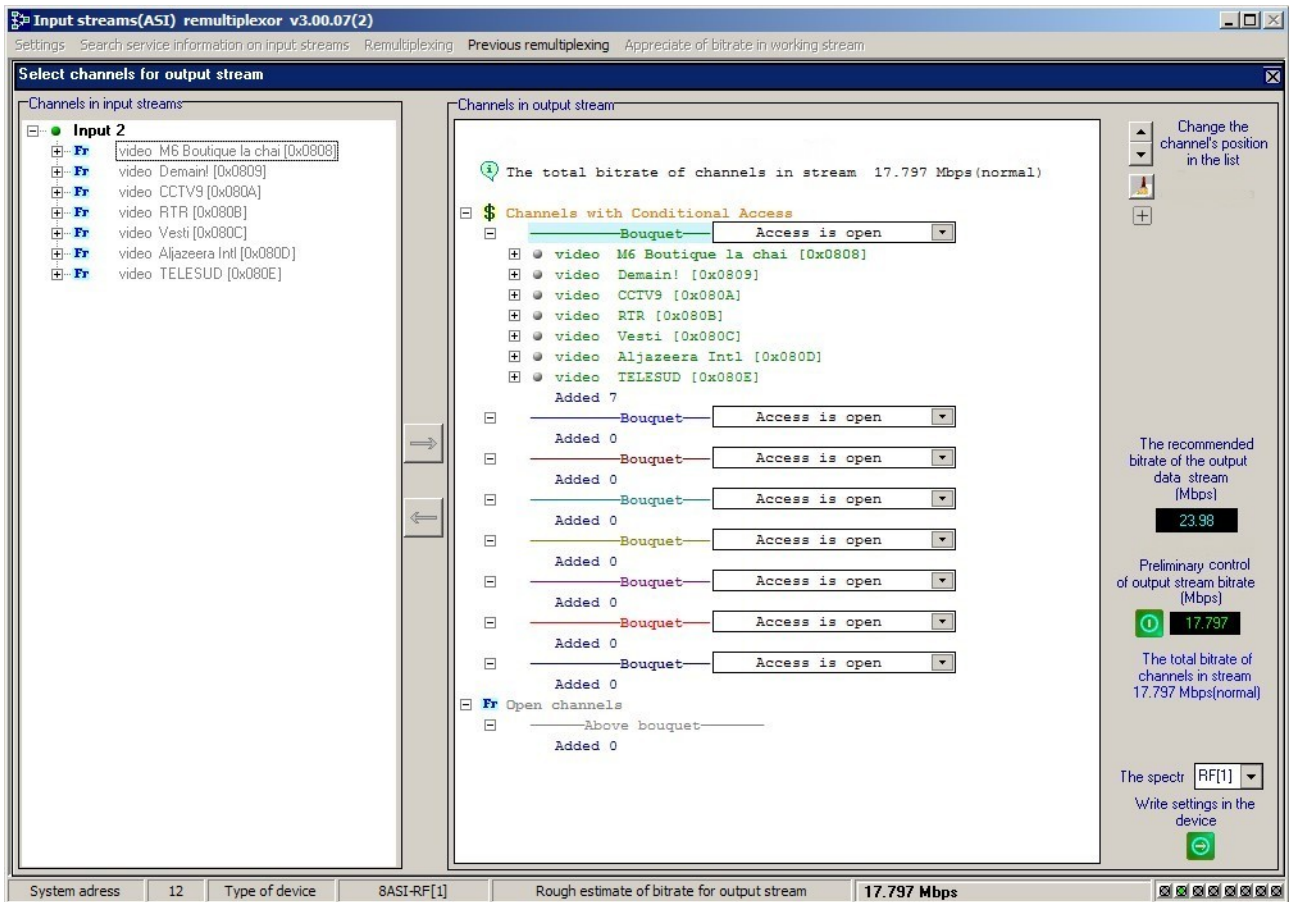 Input streams(ASI) remultiplexor v3.00.07(2)
Settings Search service information on input streams Remultiplexing Previous remultiplexing Appreciate of bitrate in working stream
Select channels for output stream
Channels in input streams
Input 2
Fr video M6 Boutique la chai [0x0808]
Fr video Demain! [0x0809]
Fr video CCTV9 [0x080A]
Fr video RTR [0x080B]
Fr video Vesti [0x080C]
Fr video Aljazeera Intl [0x080D]
Fr video TELESUD [0x080E]
Channels in output stream
The total bitrate of channels in stream 17.797 Mbps(normal)
$ Channels with Conditional Access
Bouquet Access is open
video M6 Boutique la chai [0x0808]
video Demain! [0x0809]
video CCTV9 [0x080A]
video RTR [0x080B]
video Vesti [0x080C]
video Aljazeera Intl [0x080D]
video TELESUD [0x080E]
Added 7
Bouquet Access is open
Added 0
Bouquet Access is open
Added 0
Bouquet Access is open
Added 0
Bouquet Access is open
Added 0
Bouquet Access is open
Added 0
Bouquet Access is open
Added 0
Bouquet Access is open
Added 0
Fr Open channels
Above bouquet
Added 0
Change the
channel's position
in the list
The recommended
bitrate of the output
data stream
(Mbps)
23.98
Preliminary control
of output stream bitrate
(Mbps)
17.797
The total bitrate of
channels in stream
17.797 Mbps(normal)
The spectr RF[1]
Write settings in the
device
System adress 12 Type of device 8ASI-RF[1] Rough estimate of bitrate for output stream 17.797 Mbps